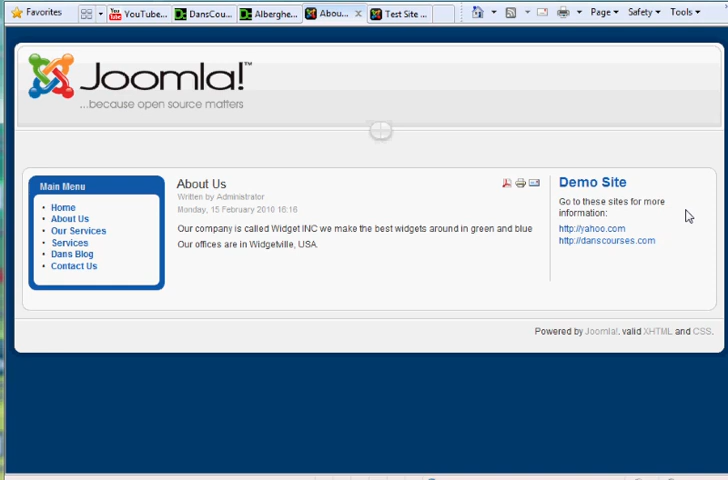 Favorites
YouTube...
DansCou...
Alberghe...
Abou...
Test Site ...
Page
Safety
Tools
Joomla!™
...because open source matters
Main Menu
Home
About Us
Our Services
Services
Dans Blog
Contact Us
About Us
Written by Administrator
Monday, 15 February 2010 16:16
Our company is called Widget INC we make the best widgets around in green and blue
Our offices are in Widgetville, USA.
Demo Site
Go to these sites for more
information:
http://yahoo.com
http://danscourses.com
Powered by Joomla!. valid XHTML and CSS.